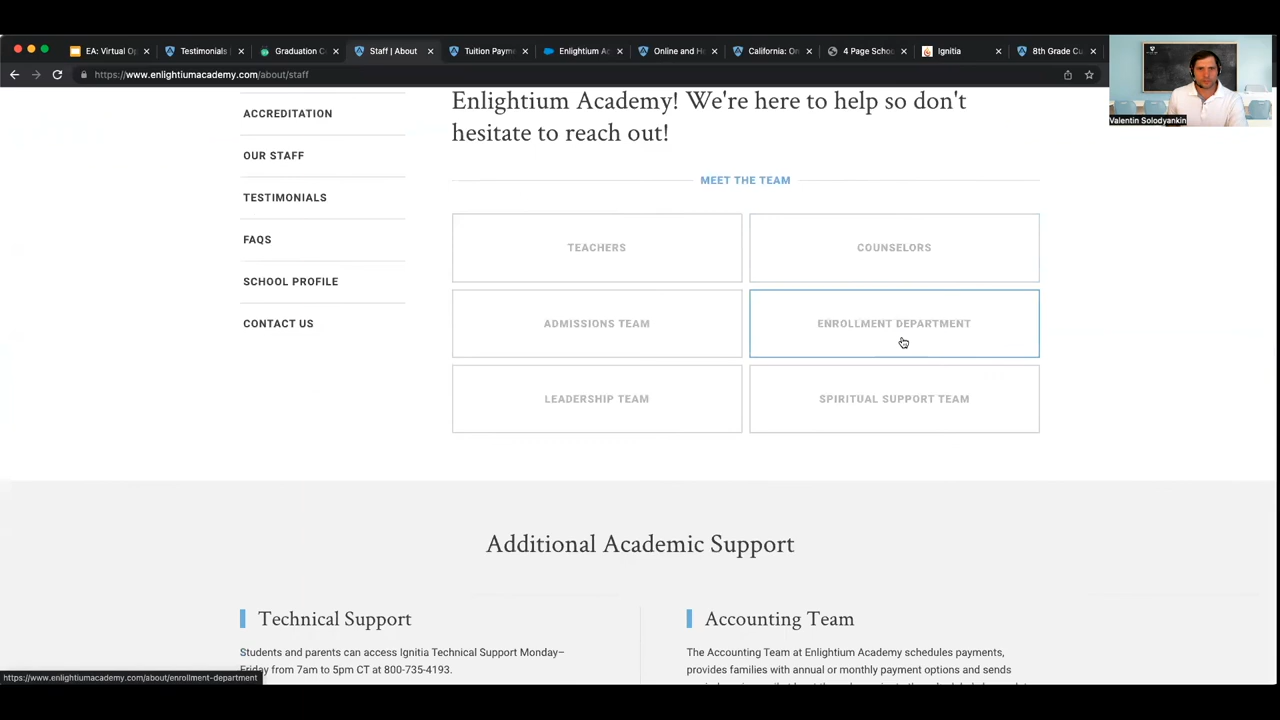 EA: Virtual Op
Testimonials
Graduation C
Staff | About
Tuition Paym
Enlightium Ac
Online and H
California: On
4 Page Schoo
Ignitia
8th Grade Cu
https://www.enlightiumacademy.com/about/staff
Valentin Solodyankin
ACCREDITATION
OUR STAFF
TESTIMONIALS
FAQS
SCHOOL PROFILE
CONTACT US
Enlightium Academy! We're here to help so don't
hesitate to reach out!
MEET THE TEAM
TEACHERS
COUNSELORS
ADMISSIONS TEAM
ENROLLMENT DEPARTMENT
LEADERSHIP TEAM
SPIRITUAL SUPPORT TEAM
Additional Academic Support
Technical Support
Students and parents can access Ignitia Technical Support Monday–
Friday from 7am to 5pm CT at 800-735-4193.
Accounting Team
The Accounting Team at Enlightium Academy schedules payments,
provides families with annual or monthly payment options and sends
https://www.enlightiumacademy.com/about/enrollment-department